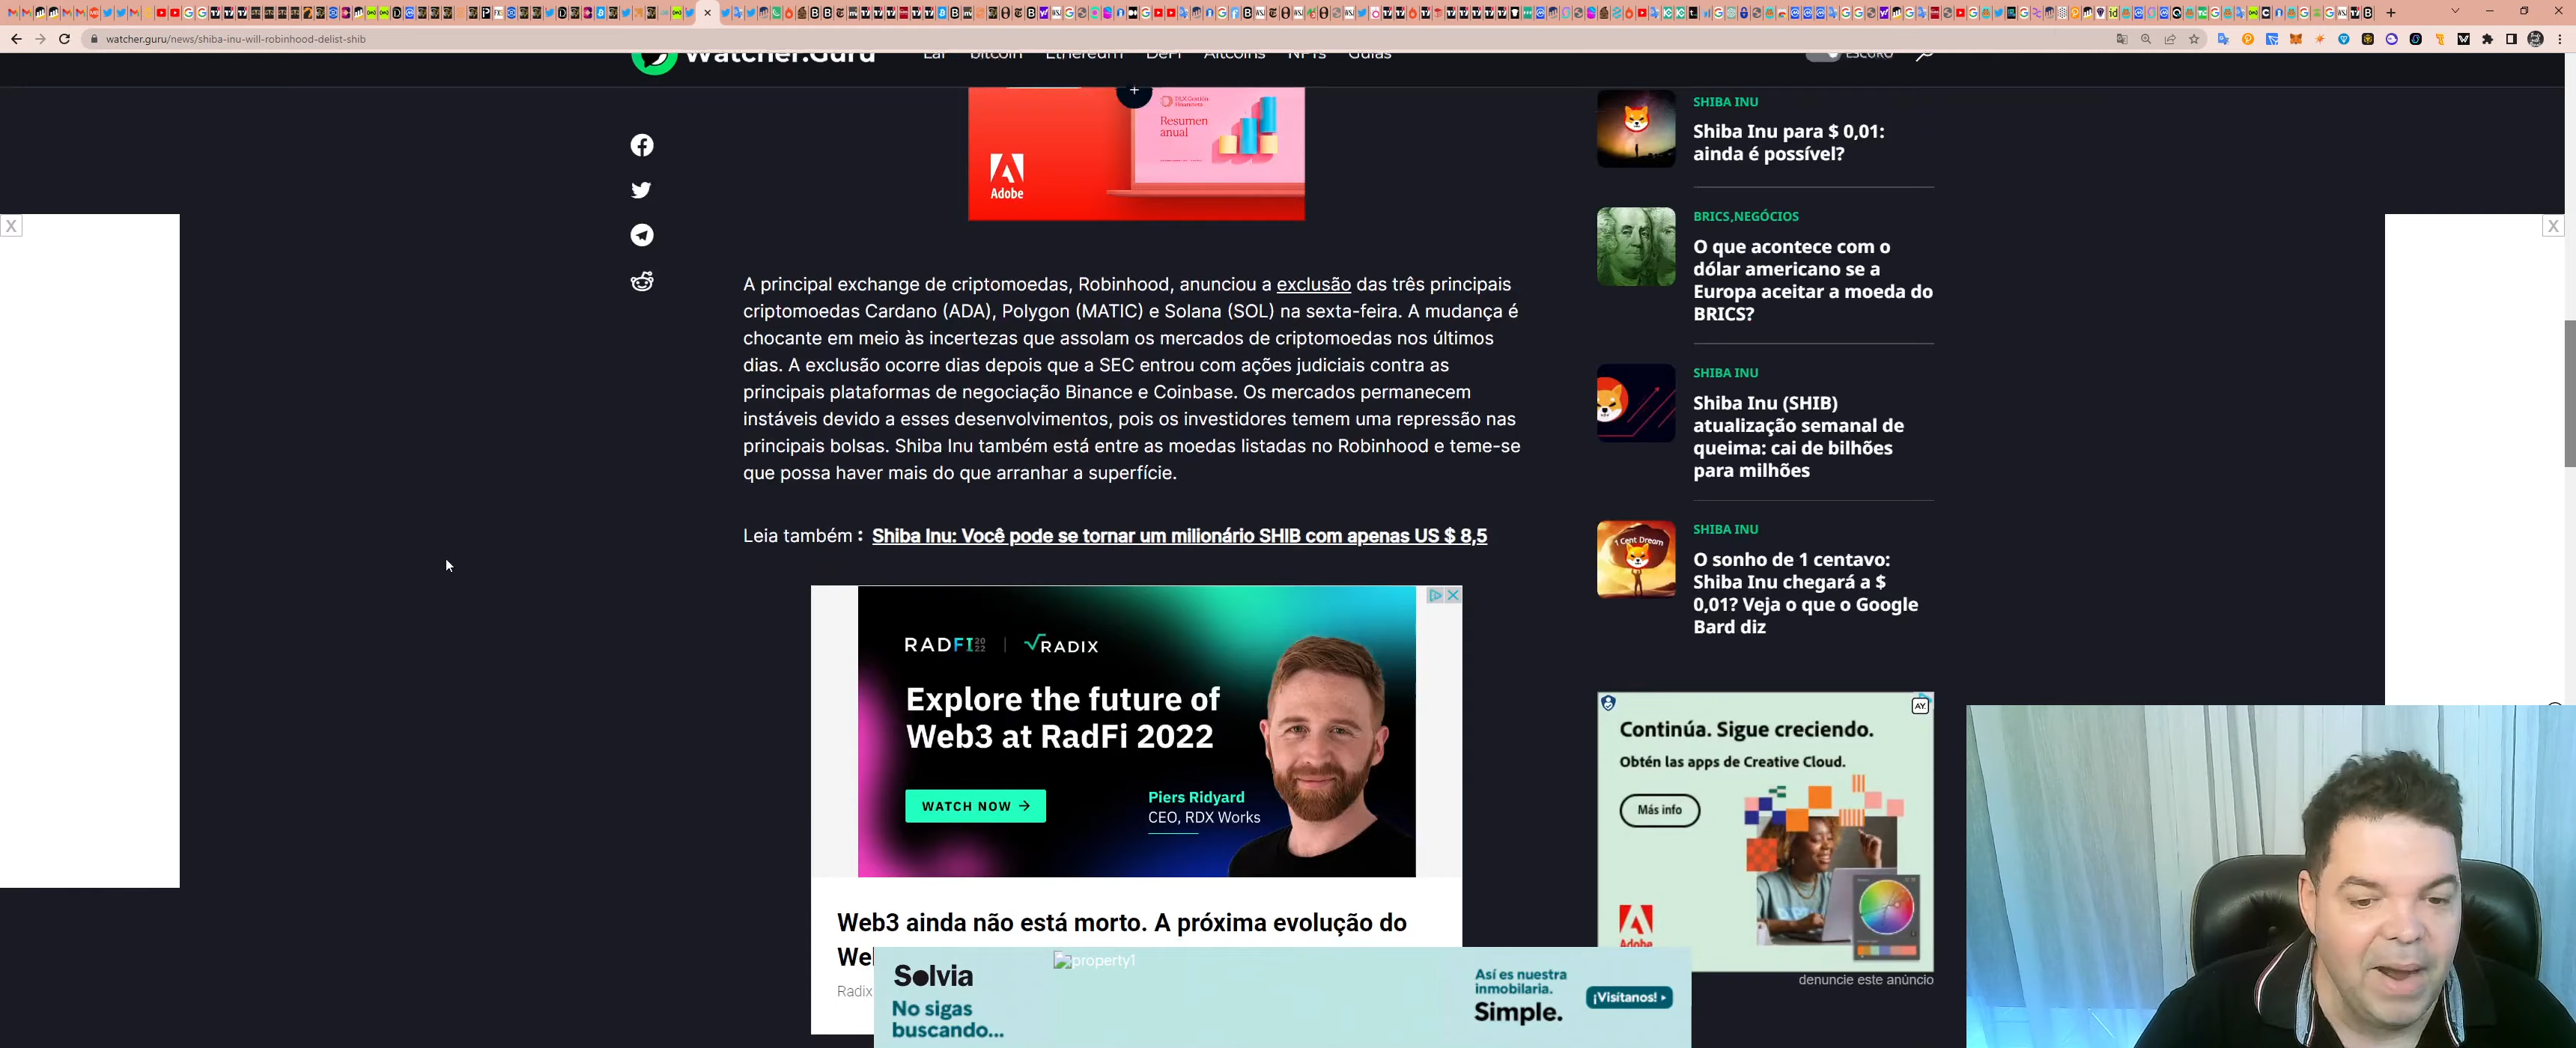 watcher.guru/news/shiba-inu-will-robinhood-delist-shib
Watcher.Guru
Lar
bitcoin
Ethereum
DeFi
Altcoins
NFTs
Guias
ESCURO
Resumen
anual
Adobe
X
X
A principal exchange de criptomoedas, Robinhood, anunciou a exclusão das três principais
criptomoedas Cardano (ADA), Polygon (MATIC) e Solana (SOL) na sexta-feira. A mudança é
chocante em meio às incertezas que assolam os mercados de criptomoedas nos últimos
dias. A exclusão ocorre dias depois que a SEC entrou com ações judiciais contra as
principais plataformas de negociação Binance e Coinbase. Os mercados permanecem
instáveis devido a esses desenvolvimentos, pois os investidores temem uma repressão nas
principais bolsas. Shiba Inu também está entre as moedas listadas no Robinhood e teme-se
que possa haver mais do que arranhar a superfície.
Leia também : Shiba Inu: Você pode se tornar um milionário SHIB com apenas US $ 8,5
RADFI 2022 | RADIX
Explore the future of
Web3 at RadFi 2022
WATCH NOW →
Piers Ridyard
CEO, RDX Works
Web3 ainda não está morto. A próxima evolução do
We
Radix
Solvia
No sigas
buscando...
property1
Así es nuestra
inmobiliaria.
Simple.
¡Visítanos!
SHIBA INU
Shiba Inu para $ 0,01:
ainda é possível?
BRICS,NEGÓCIOS
O que acontece com o
dólar americano se a
Europa aceitar a moeda do
BRICS?
SHIBA INU
Shiba Inu (SHIB)
atualização semanal de
queima: cai de bilhões
para milhões
1 Cent Dream
SHIBA INU
O sonho de 1 centavo:
Shiba Inu chegará a $
0,01? Veja o que o Google
Bard diz
Continúa. Sigue creciendo.
Obtén las apps de Creative Cloud.
Más info
Adobe
denuncie este anúncio